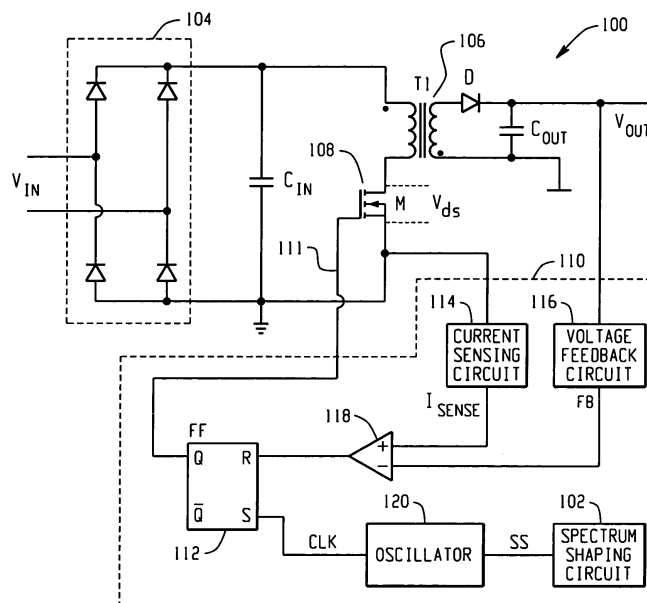 104
106
100
T1
D
V_IN
C_IN
108
C_OUT
V_OUT
M
V_ds
111
110
114
116
CURRENT
SENSING
CIRCUIT
VOLTAGE
FEEDBACK
CIRCUIT
I_SENSE
FB
118
+
−
FF
Q
R
Q̅
S
112
CLK
120
OSCILLATOR
SS
102
SPECTRUM
SHAPING
CIRCUIT